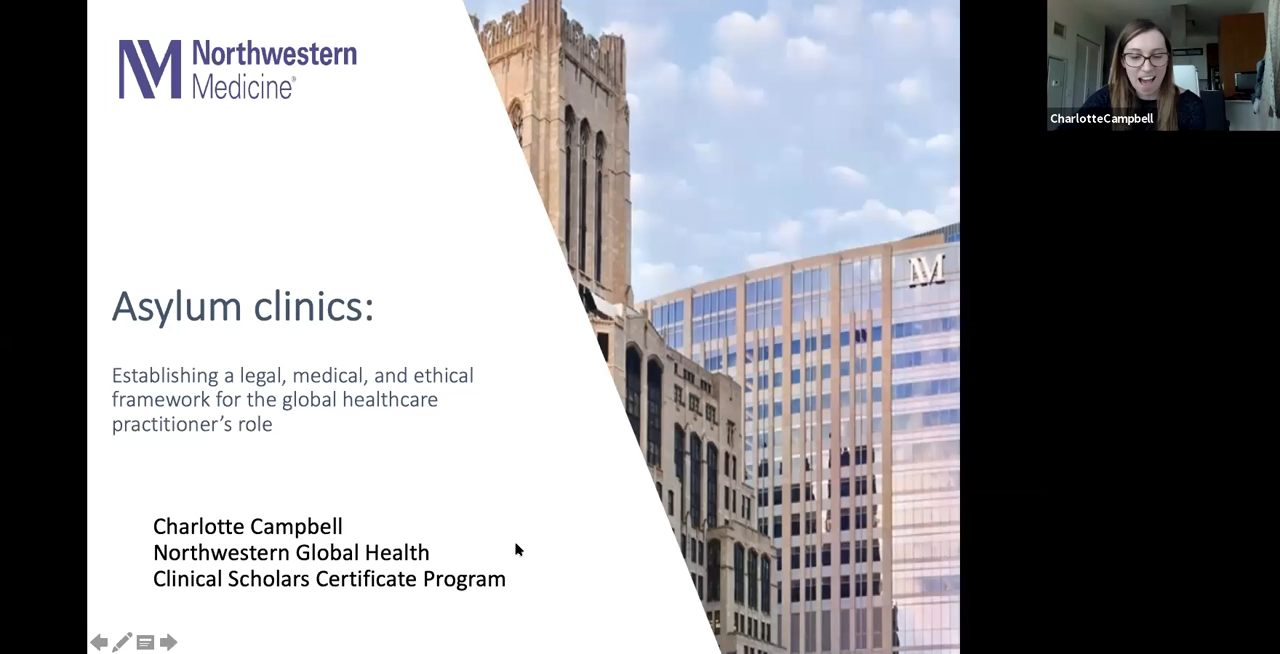 Northwestern
Medicine®
Asylum clinics:
Establishing a legal, medical, and ethical
framework for the global healthcare
practitioner's role
Charlotte Campbell
Northwestern Global Health
Clinical Scholars Certificate Program
NM
CharlotteCampbell